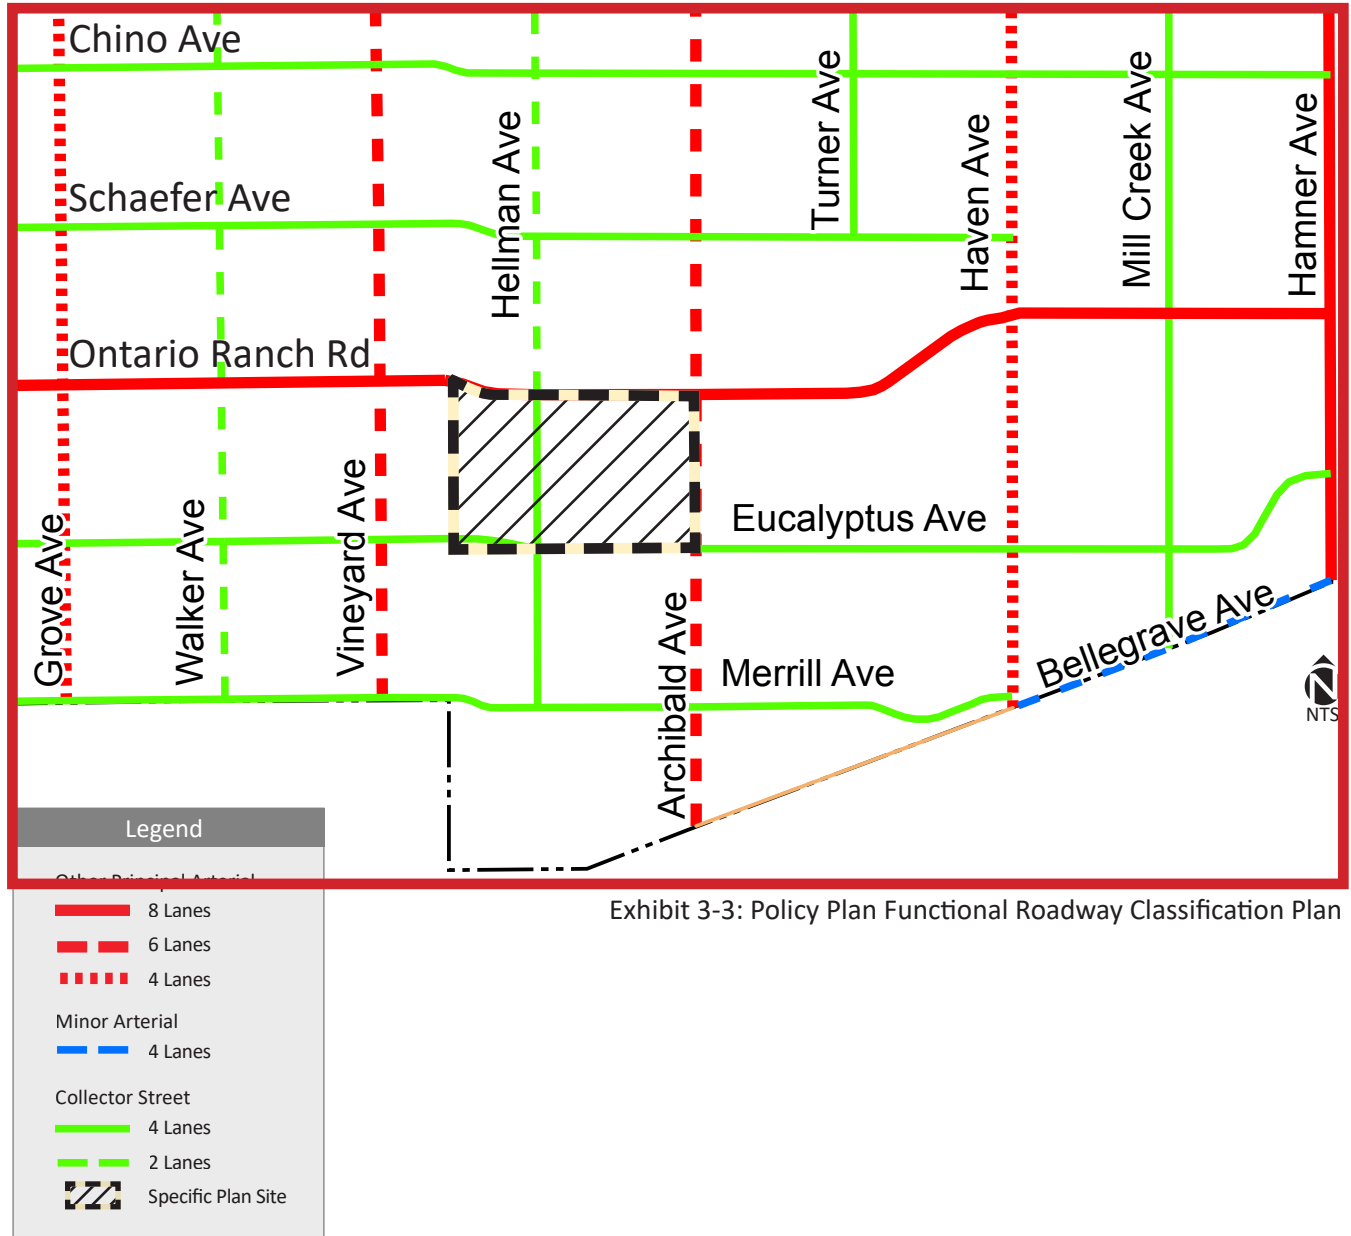 Chino Ave
Schaefer Ave
Ontario Ranch Rd
Hellman Ave
Turner Ave
Haven Ave
Mill Creek Ave
Hamner Ave
Grove Ave
Walker Ave
Vineyard Ave
Eucalyptus Ave
Archibald Ave
Merrill Ave
Bellegrave Ave
N
NTS
Legend
Other Principal Arterial
8 Lanes
6 Lanes
4 Lanes
Minor Arterial
4 Lanes
Collector Street
4 Lanes
2 Lanes
Specific Plan Site
Exhibit 3-3: Policy Plan Functional Roadway Classification Plan